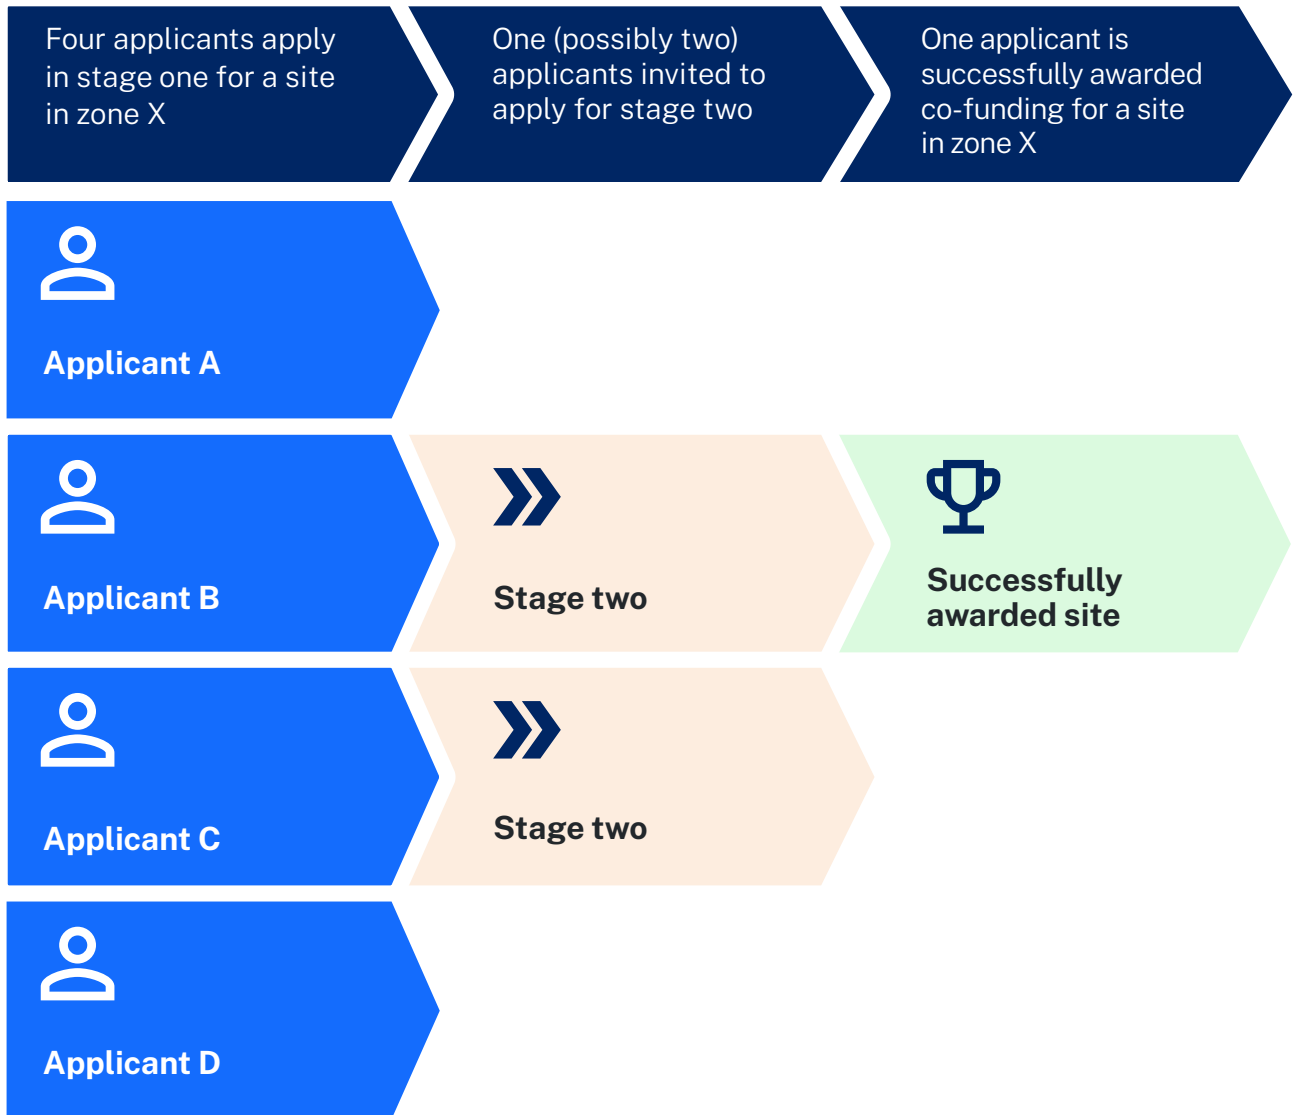 Four applicants apply
in stage one for a site
in zone X
One (possibly two)
applicants invited to
apply for stage two
One applicant is
successfully awarded
co-funding for a site
in zone X
Applicant A
Applicant B
Stage two
Successfully
awarded site
Applicant C
Stage two
Applicant D